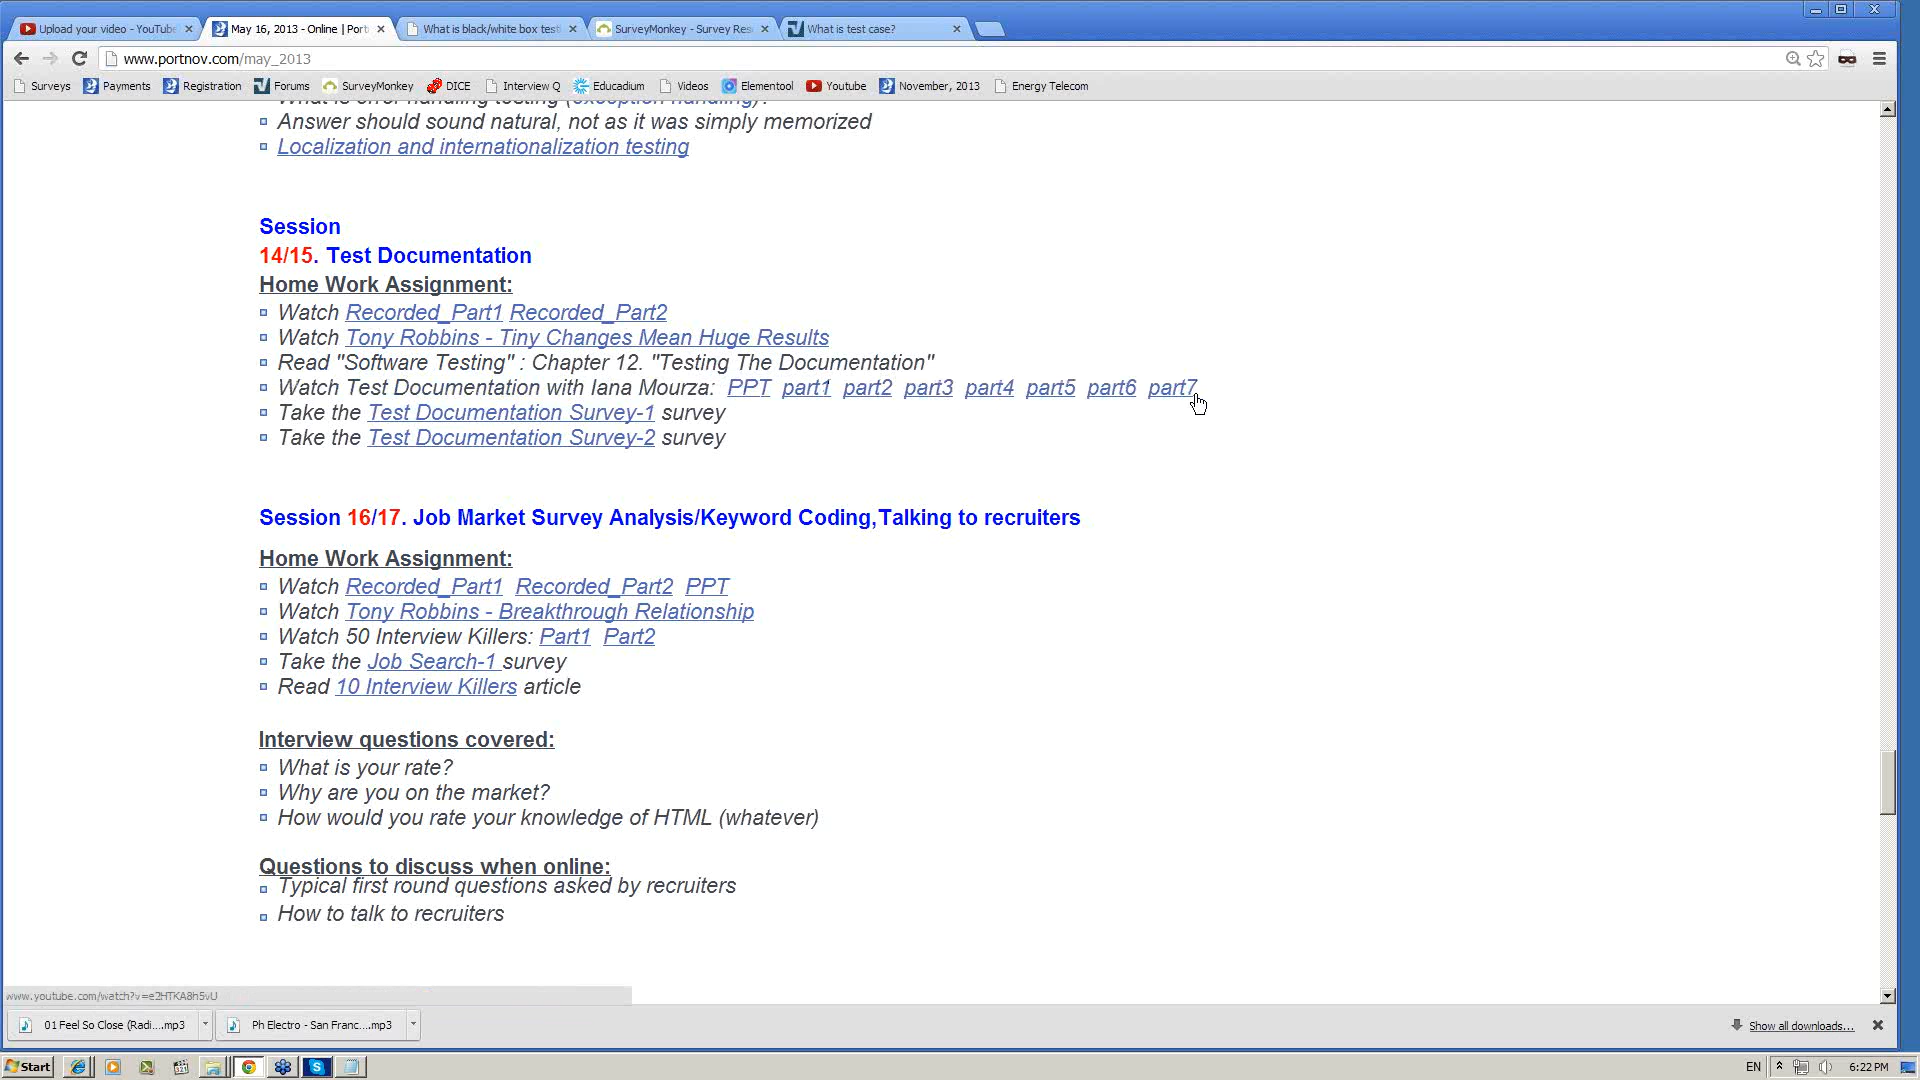 Upload your video - YouTube
May 16, 2013 - Online | Port
What is black/white box test
SurveyMonkey - Survey Res
What is test case?
www.portnov.com/may_2013
Surveys Payments Registration Forums SurveyMonkey DICE Interview Q Educadium Videos Elementool Youtube November, 2013 Energy Telecom
What is error handling testing (exception handling)?
Answer should sound natural, not as it was simply memorized
Localization and internationalization testing
Session
14/15. Test Documentation
Home Work Assignment:
Watch Recorded_Part1 Recorded_Part2
Watch Tony Robbins - Tiny Changes Mean Huge Results
Read "Software Testing" : Chapter 12. "Testing The Documentation"
Watch Test Documentation with Iana Mourza: PPT part1 part2 part3 part4 part5 part6 part7
Take the Test Documentation Survey-1 survey
Take the Test Documentation Survey-2 survey
Session 16/17. Job Market Survey Analysis/Keyword Coding,Talking to recruiters
Home Work Assignment:
Watch Recorded_Part1 Recorded_Part2 PPT
Watch Tony Robbins - Breakthrough Relationship
Watch 50 Interview Killers: Part1 Part2
Take the Job Search-1 survey
Read 10 Interview Killers article
Interview questions covered:
What is your rate?
Why are you on the market?
How would you rate your knowledge of HTML (whatever)
Questions to discuss when online:
Typical first round questions asked by recruiters
How to talk to recruiters
www.youtube.com/watch?v=e2HTKA8h5vU
01 Feel So Close (Radi....mp3
Ph Electro - San Franc....mp3
Show all downloads...
Start
321
EN
6:22 PM